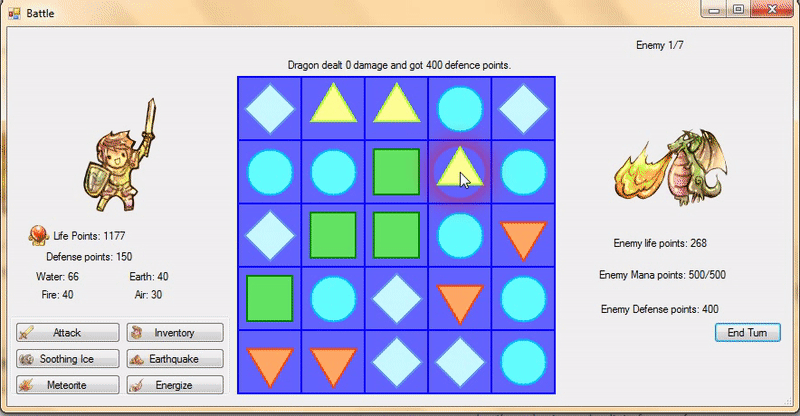 Battle
Enemy 1/7
Dragon dealt 0 damage and got 400 defence points.
Life Points: 1177
Defense points: 150
Water: 66 Earth: 40
Fire: 40 Air: 30
Attack Inventory
Soothing Ice Earthquake
Meteorite Energize
Enemy life points: 268
Enemy Mana points: 500/500
Enemy Defense points: 400
End Turn